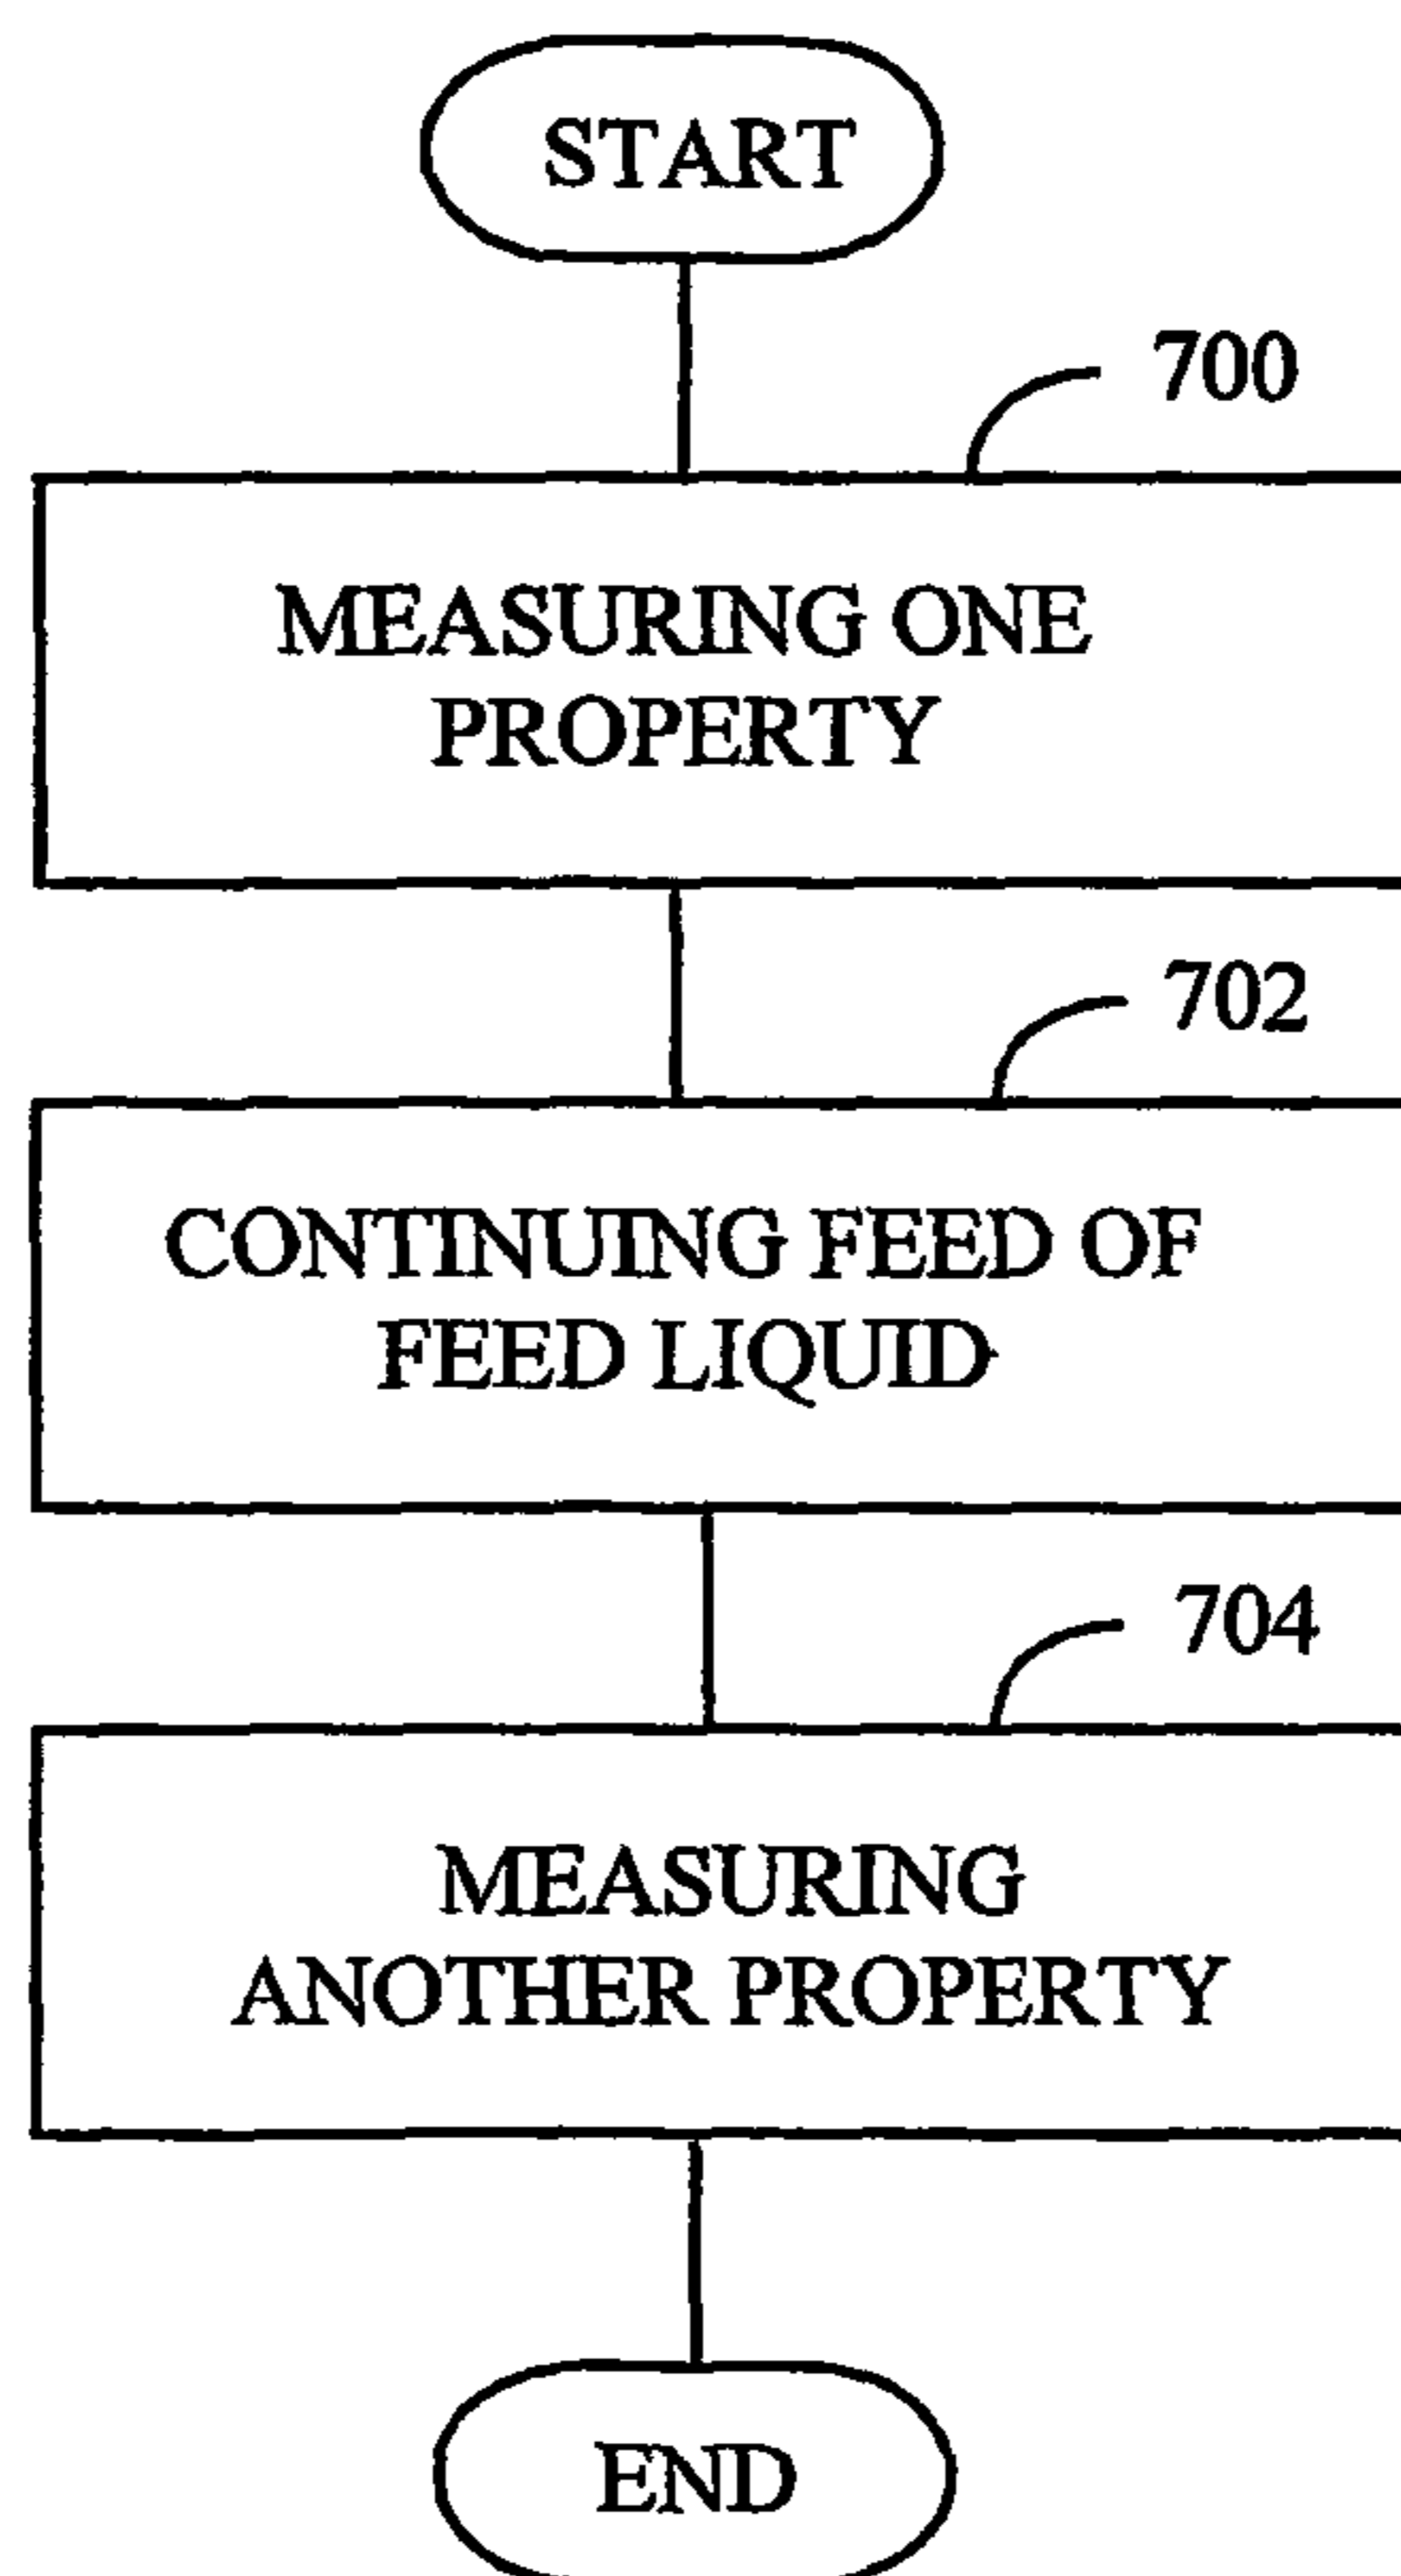 START
700
MEASURING ONE
PROPERTY
702
CONTINUING FEED OF
FEED LIQUID
704
MEASURING
ANOTHER PROPERTY
END